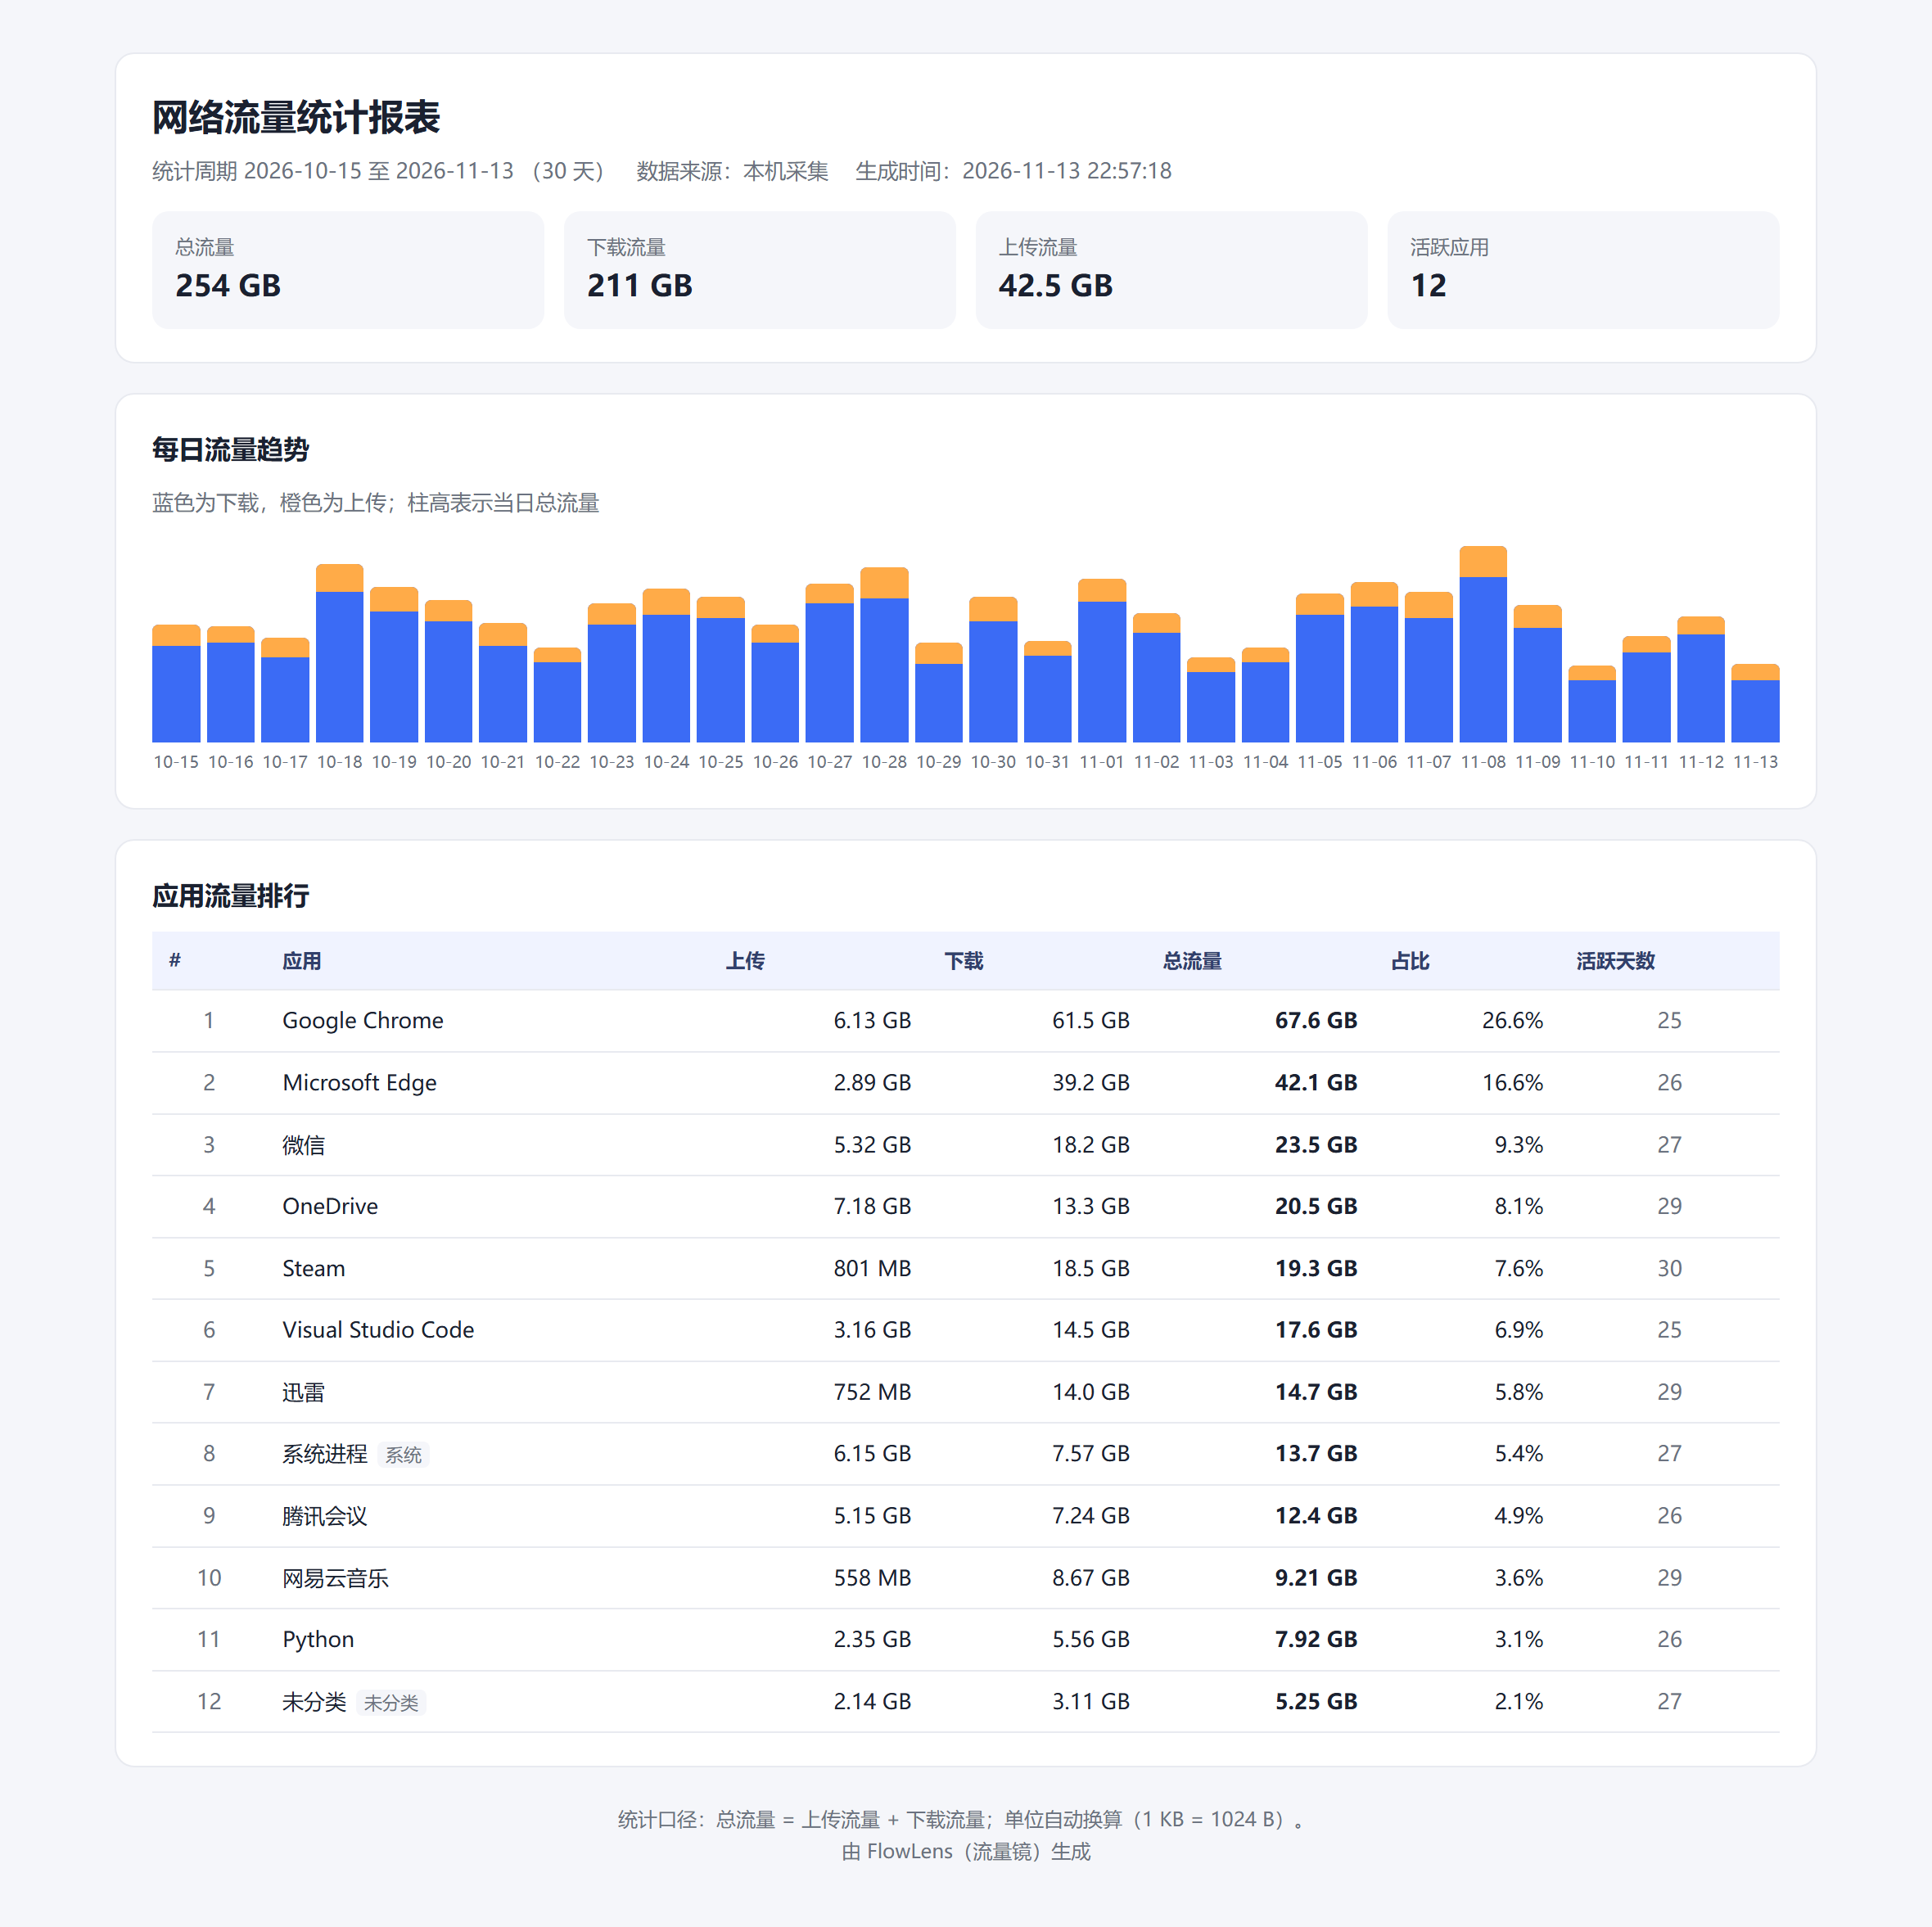 网络流量统计报表
统计周期 2026-10-15 至 2026-11-13 （30 天） 数据来源：本机采集 生成时间：2026-11-13 22:57:18
总流量 下载流量 上传流量 活跃应用
254 GB 211 GB 42.5 GB 12
每日流量趋势
蓝色为下载，橙色为上传；柱高表示当日总流量
10-15 10-16 10-17 10-18 10-19 10-20 10-21 10-22 10-23 10-24 10-25 10-26 10-27 10-28 10-29 10-30 10-31 11-01 11-02 11-03 11-04 11-05 11-06 11-07 11-08 11-09 11-10 11-11 11-12 11-13
应用流量排行
# 应用 上传 下载 总流量 占比 活跃天数
1 Google Chrome 6.13 GB 61.5 GB 67.6 GB 26.6% 25
2 Microsoft Edge 2.89 GB 39.2 GB 42.1 GB 16.6% 26
3 微信 5.32 GB 18.2 GB 23.5 GB 9.3% 27
4 OneDrive 7.18 GB 13.3 GB 20.5 GB 8.1% 29
5 Steam 801 MB 18.5 GB 19.3 GB 7.6% 30
6 Visual Studio Code 3.16 GB 14.5 GB 17.6 GB 6.9% 25
7 迅雷 752 MB 14.0 GB 14.7 GB 5.8% 29
8 系统进程 系统 6.15 GB 7.57 GB 13.7 GB 5.4% 27
9 腾讯会议 5.15 GB 7.24 GB 12.4 GB 4.9% 26
10 网易云音乐 558 MB 8.67 GB 9.21 GB 3.6% 29
11 Python 2.35 GB 5.56 GB 7.92 GB 3.1% 26
12 未分类 未分类 2.14 GB 3.11 GB 5.25 GB 2.1% 27
统计口径：总流量 = 上传流量 + 下载流量；单位自动换算（1 KB = 1024 B）。
由 FlowLens（流量镜）生成